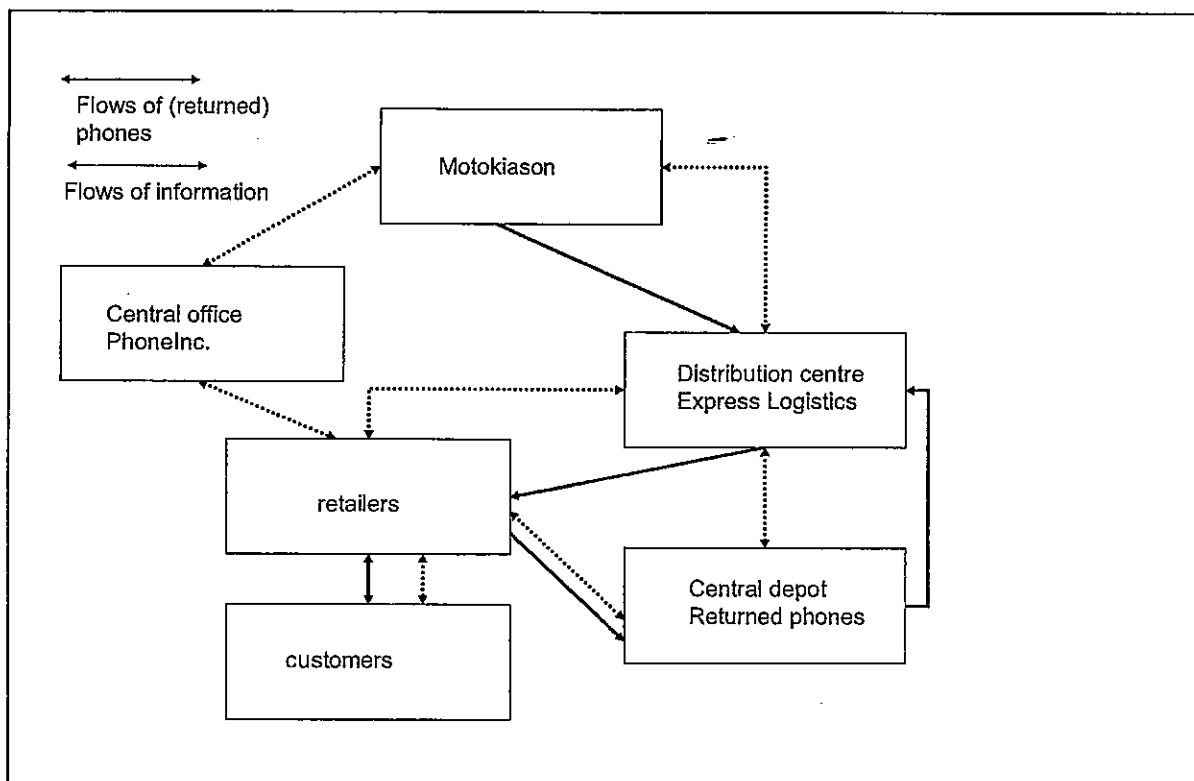 Flows of (returned)
phones
Flows of information
Motokiason
Central office
PhoneInc.
Distribution centre
Express Logistics
retailers
Central depot
Returned phones
customers